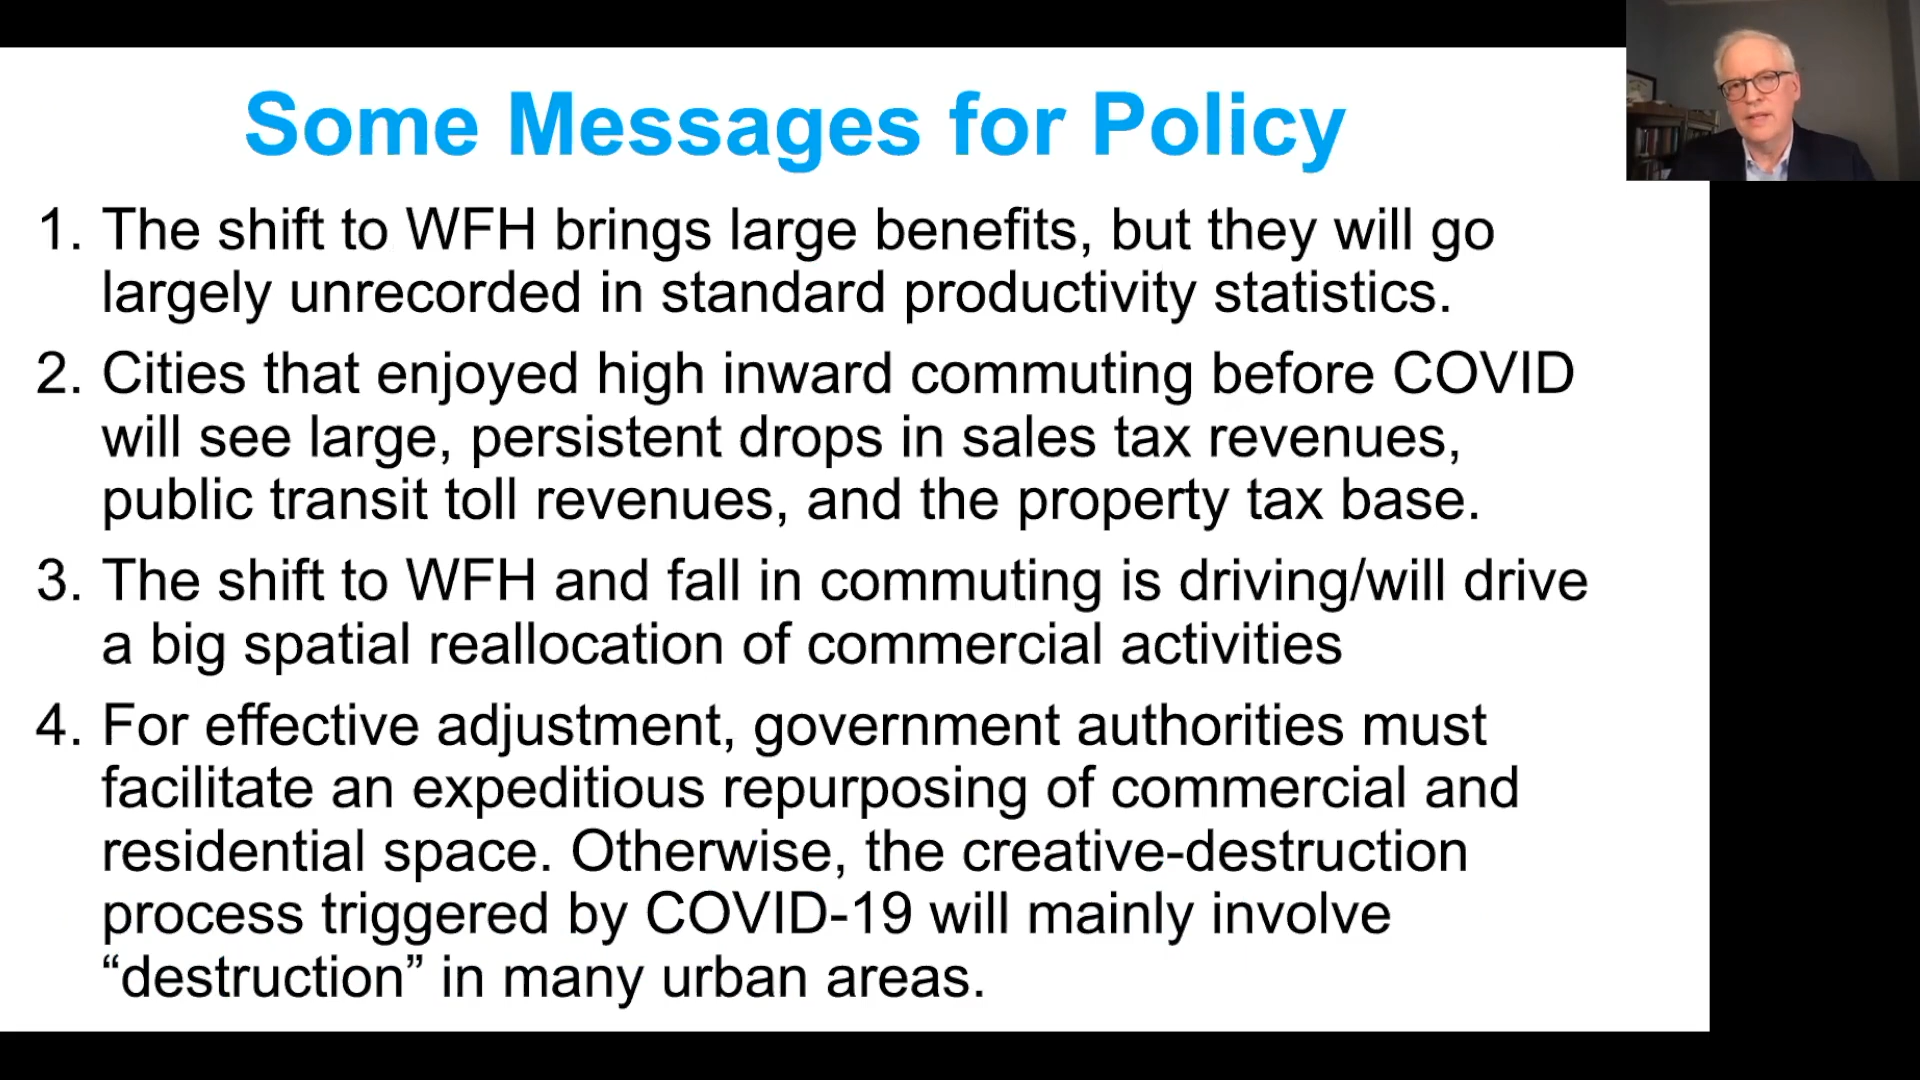 Some Messages for Policy
1. The shift to WFH brings large benefits, but they will go
largely unrecorded in standard productivity statistics.
2. Cities that enjoyed high inward commuting before COVID
will see large, persistent drops in sales tax revenues,
public transit toll revenues, and the property tax base.
3. The shift to WFH and fall in commuting is driving/will drive
a big spatial reallocation of commercial activities
4. For effective adjustment, government authorities must
facilitate an expeditious repurposing of commercial and
residential space. Otherwise, the creative-destruction
process triggered by COVID-19 will mainly involve
“destruction” in many urban areas.